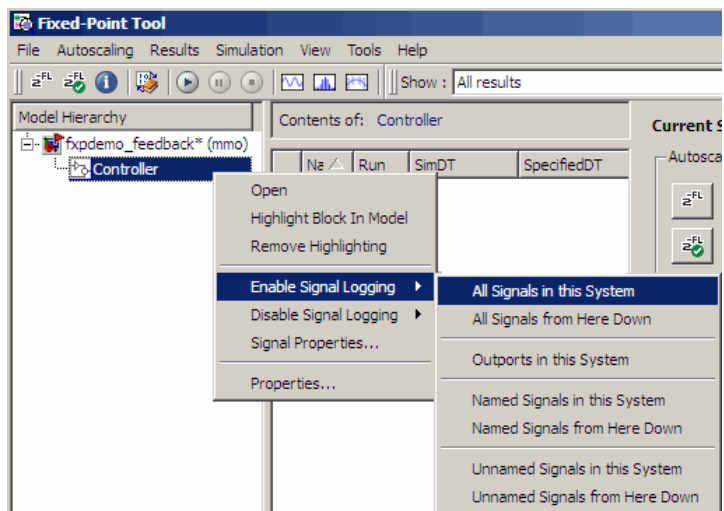 Fixed-Point Tool
File Autoscaling Results Simulation View Tools Help
Show : All results
Model Hierarchy
Contents of: Controller
Current S
fxpdemo_feedback* (mmo)
Controller
Na Run SimDT SpecifiedDT
Autosca
Open
Highlight Block In Model
Remove Highlighting
Enable Signal Logging
Disable Signal Logging
Signal Properties...
Properties...
All Signals in this System
All Signals from Here Down
Outports in this System
Named Signals in this System
Named Signals from Here Down
Unnamed Signals in this System
Unnamed Signals from Here Down